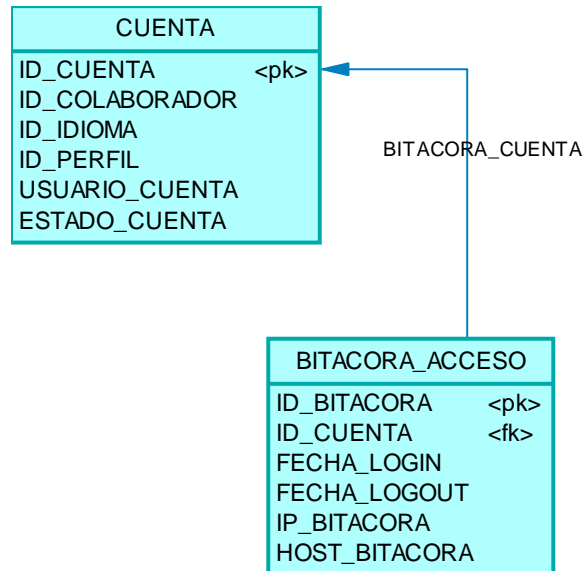 CUENTA
ID_CUENTA <pk>
ID_COLABORADOR
ID_IDIOMA
ID_PERFIL
USUARIO_CUENTA
ESTADO_CUENTA
BITACORA_CUENTA
BITACORA_ACCESO
ID_BITACORA <pk>
ID_CUENTA <fk>
FECHA_LOGIN
FECHA_LOGOUT
IP_BITACORA
HOST_BITACORA